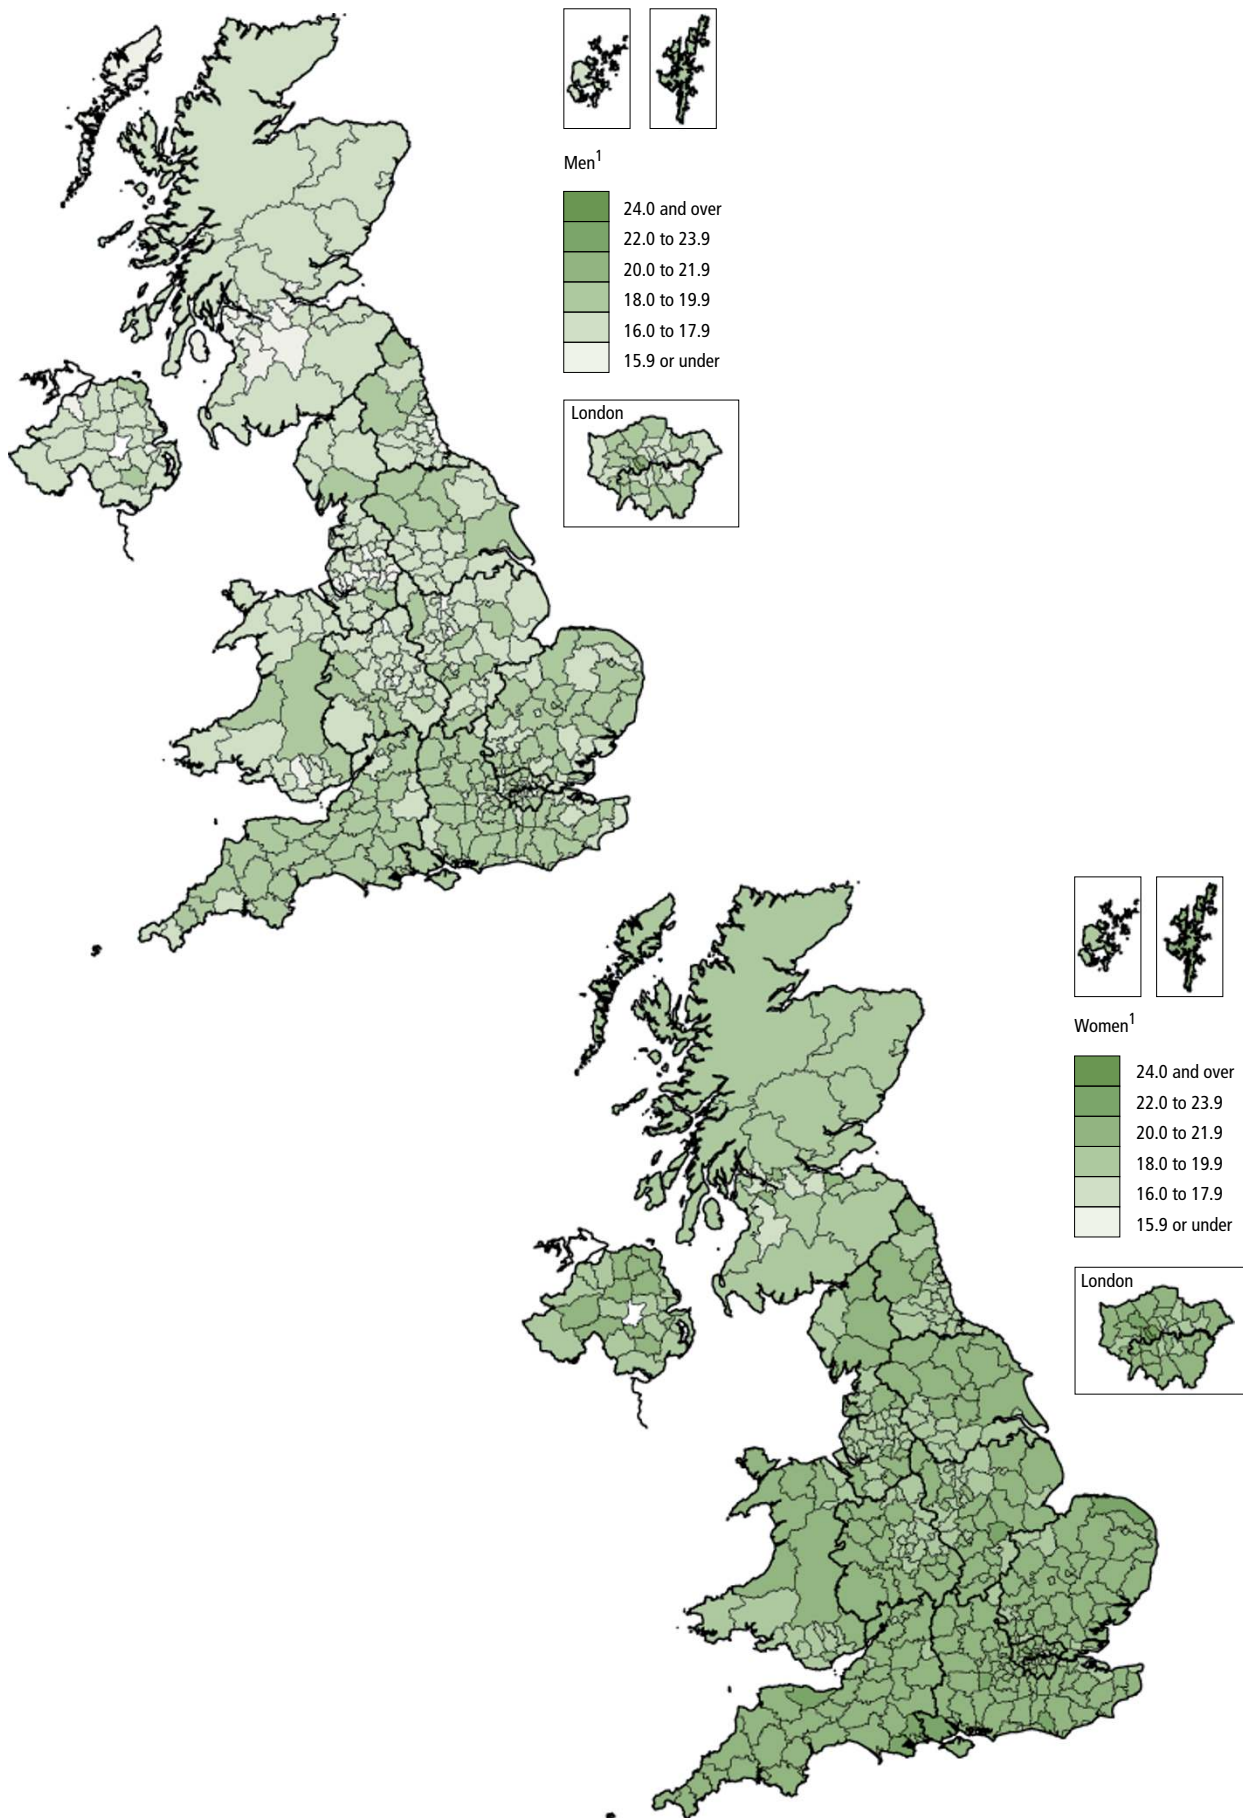 Men1
24.0 and over
22.0 to 23.9
20.0 to 21.9
18.0 to 19.9
16.0 to 17.9
15.9 or under
London
Women1
24.0 and over
22.0 to 23.9
20.0 to 21.9
18.0 to 19.9
16.0 to 17.9
15.9 or under
London